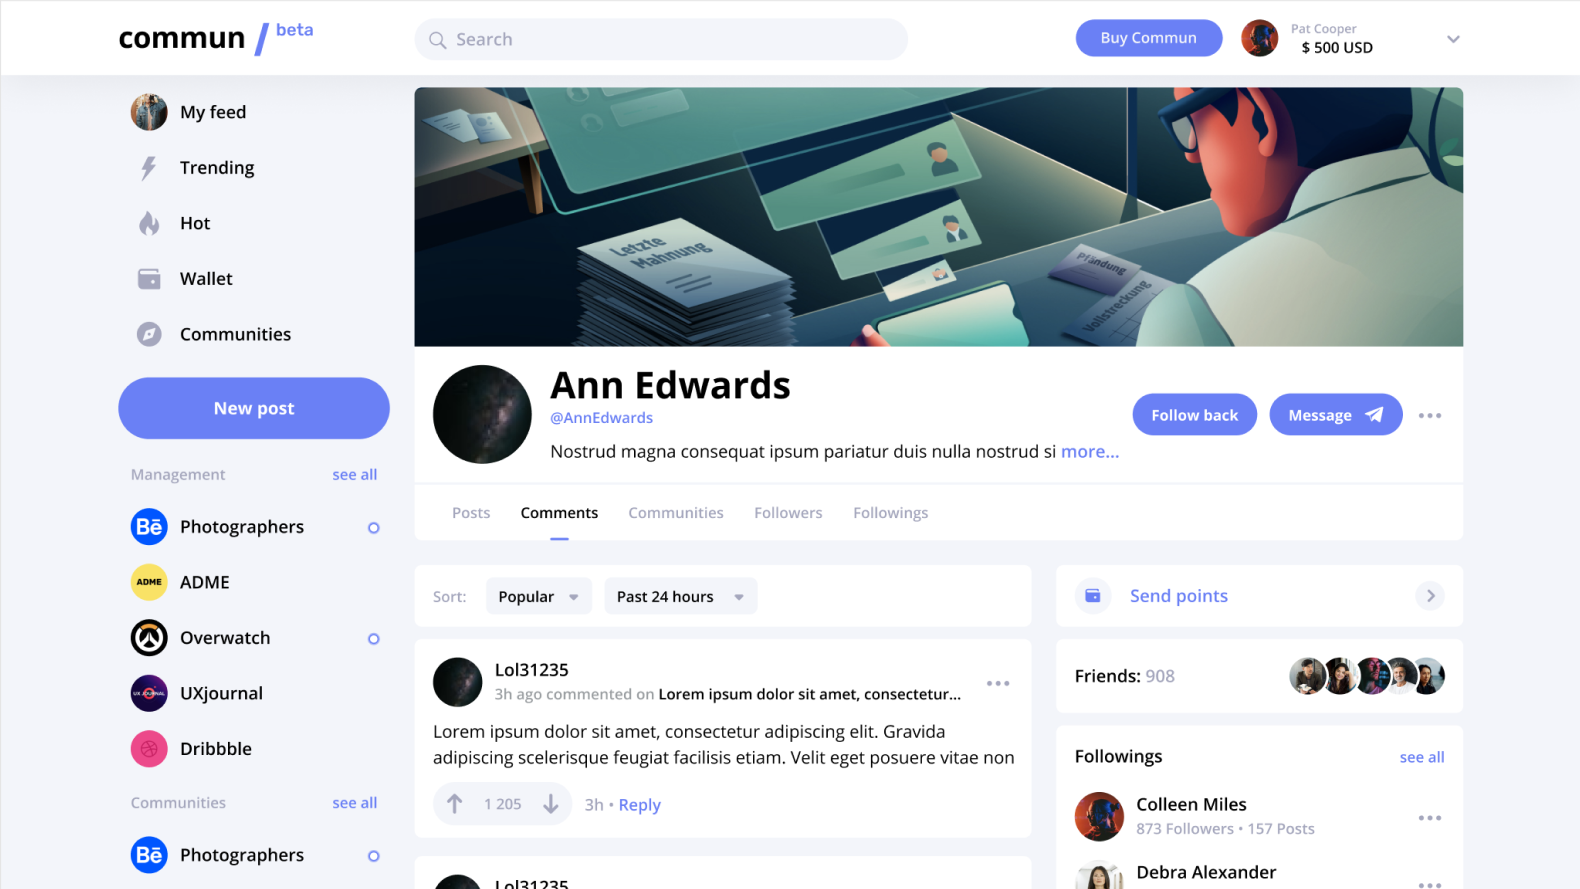 commun / beta
Search
Buy Commun
Pat Cooper
$ 500 USD
My feed
Trending
Hot
Wallet
Communities
New post
Management see all
Bē Photographers
ADME ADME
Overwatch
UX JOURNAL UXjournal
Dribbble
Communities see all
Bē Photographers
Letzte
Mahnung
Pfändung
Vollstreckung
Ann Edwards
@AnnEdwards
Nostrud magna consequat ipsum pariatur duis nulla nostrud si more...
Follow back
Message
Posts Comments Communities Followers Followings
Sort: Popular Past 24 hours
Lol31235
3h ago commented on Lorem ipsum dolor sit amet, consectetur...
Lorem ipsum dolor sit amet, consectetur adipiscing elit. Gravida
adipiscing scelerisque feugiat facilisis etiam. Velit eget posuere vitae non
1 205 3h • Reply
Lol31235
Send points
Friends: 908
Followings see all
Colleen Miles
873 Followers • 157 Posts
Debra Alexander